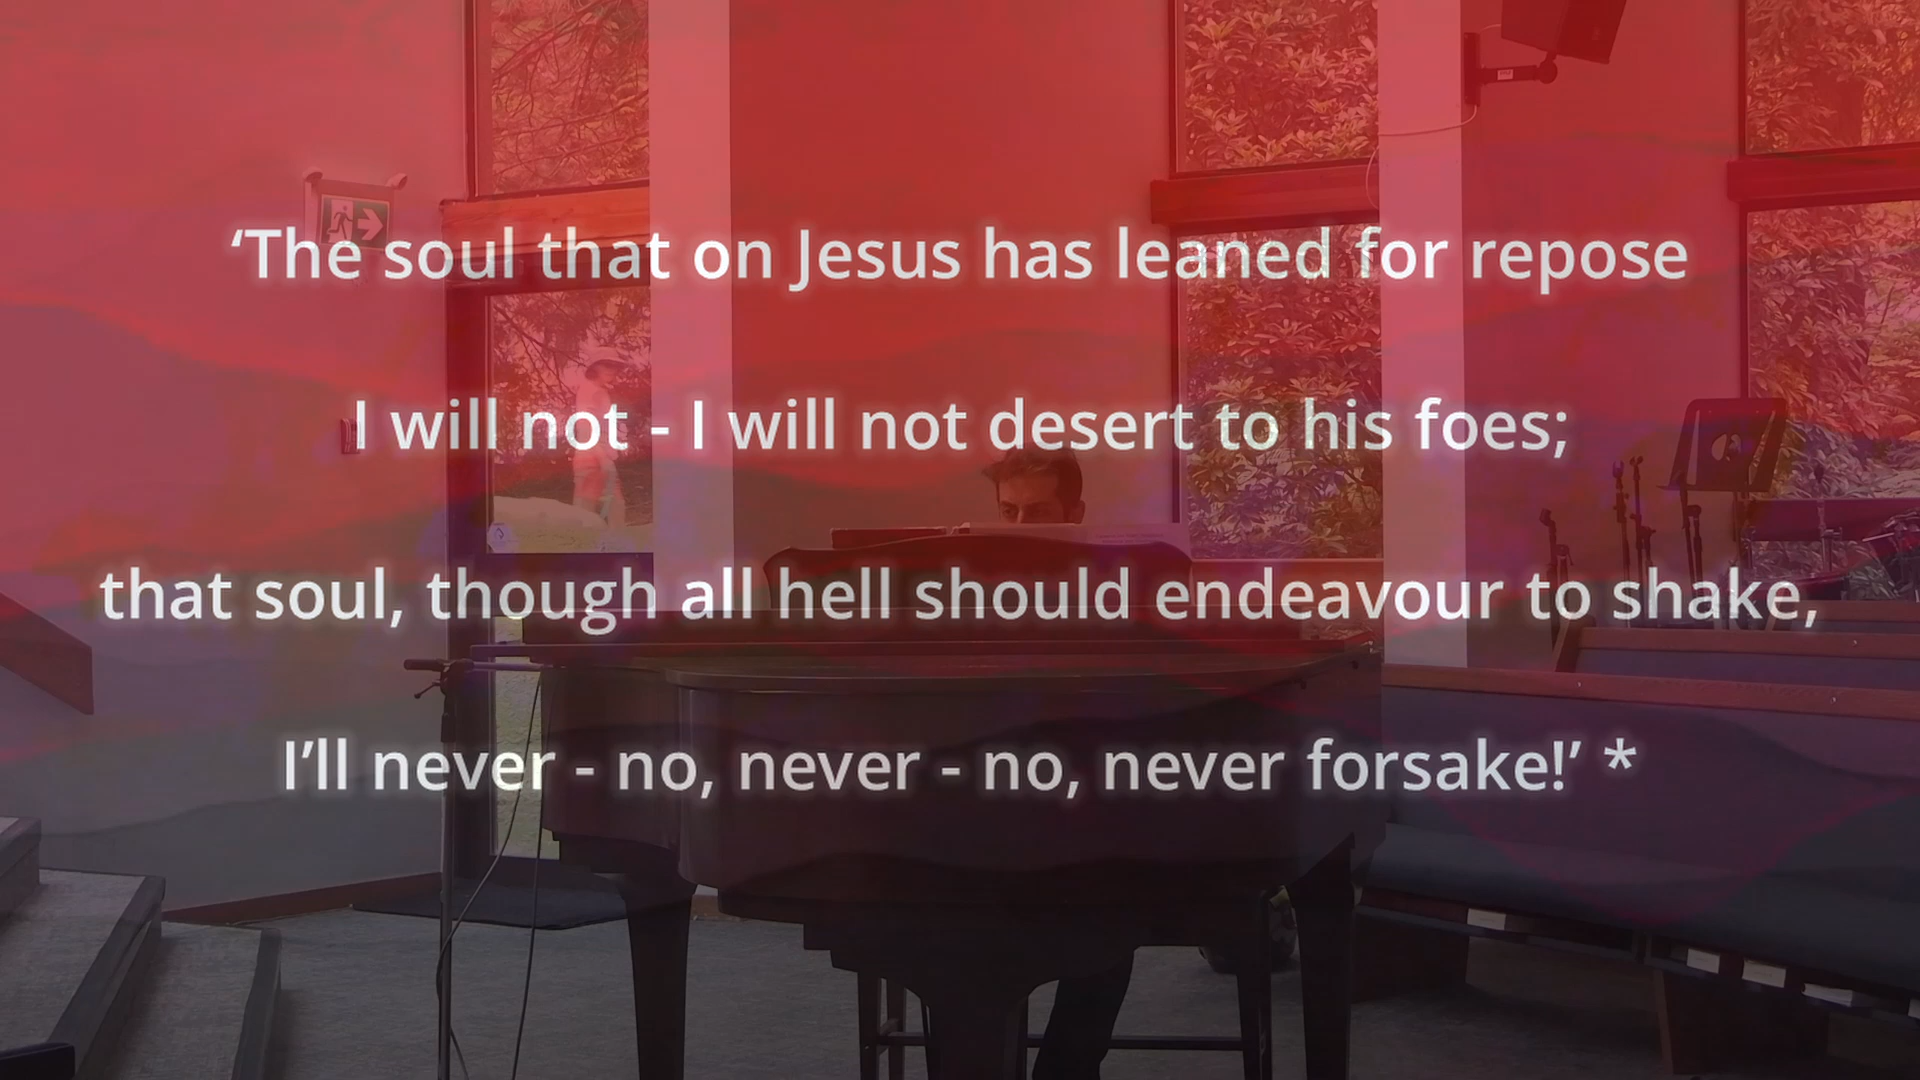 ‘The soul that on Jesus has leaned for repose
I will not - I will not desert to his foes;
that soul, though all hell should endeavour to shake,
I’ll never - no, never - no, never forsake!’ *